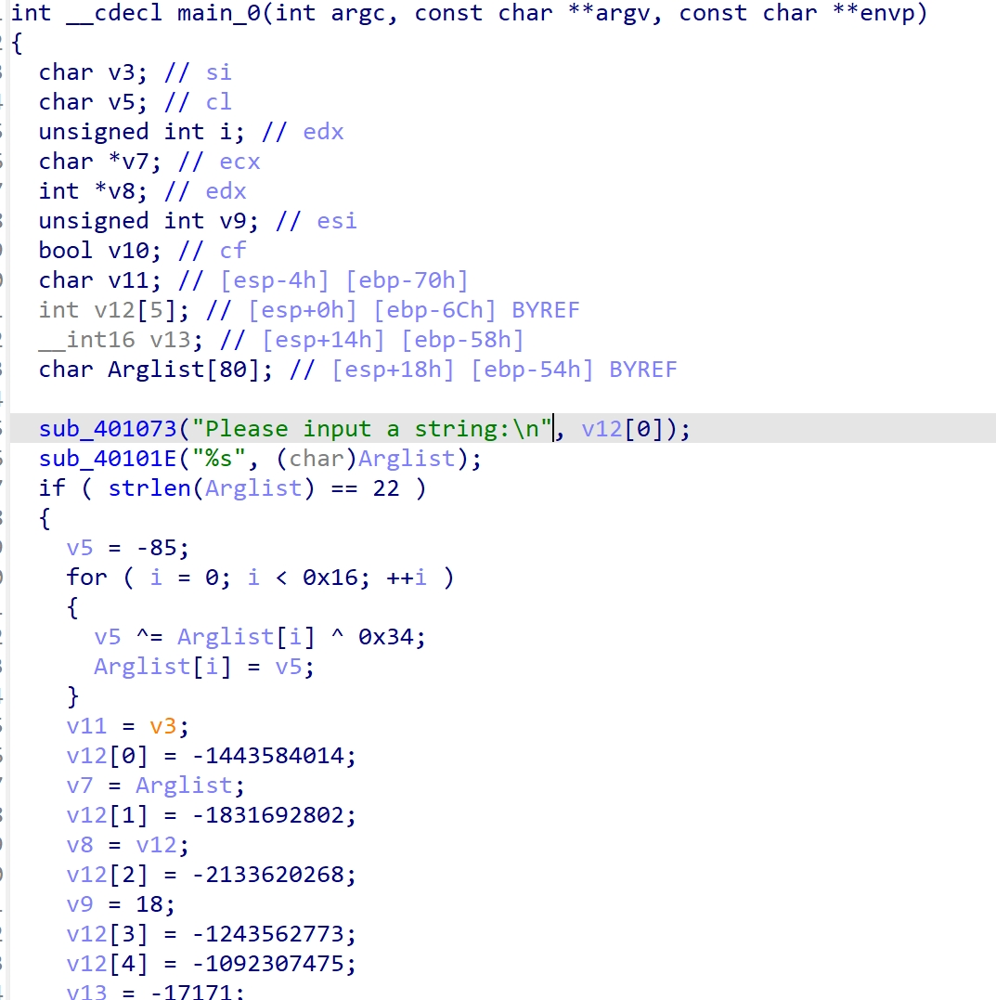 int __cdecl main_0(int argc, const char **argv, const char **envp)
{
char v3; // si
char v5; // cl
unsigned int i; // edx
char *v7; // ecx
int *v8; // edx
unsigned int v9; // esi
bool v10; // cf
char v11; // [esp-4h] [ebp-70h]
int v12[5]; // [esp+0h] [ebp-6Ch] BYREF
__int16 v13; // [esp+14h] [ebp-58h]
char Arglist[80]; // [esp+18h] [ebp-54h] BYREF
sub_401073("Please input a string:\n", v12[0]);
sub_40101E("%s", (char)Arglist);
if ( strlen(Arglist) == 22 )
{
v5 = -85;
for ( i = 0; i < 0x16; ++i )
{
v5 ^= Arglist[i] ^ 0x34;
Arglist[i] = v5;
}
v11 = v3;
v12[0] = -1443584014;
v7 = Arglist;
v12[1] = -1831692802;
v8 = v12;
v12[2] = -2133620268;
v9 = 18;
v12[3] = -1243562773;
v12[4] = -1092307475;
v13 = -17171;